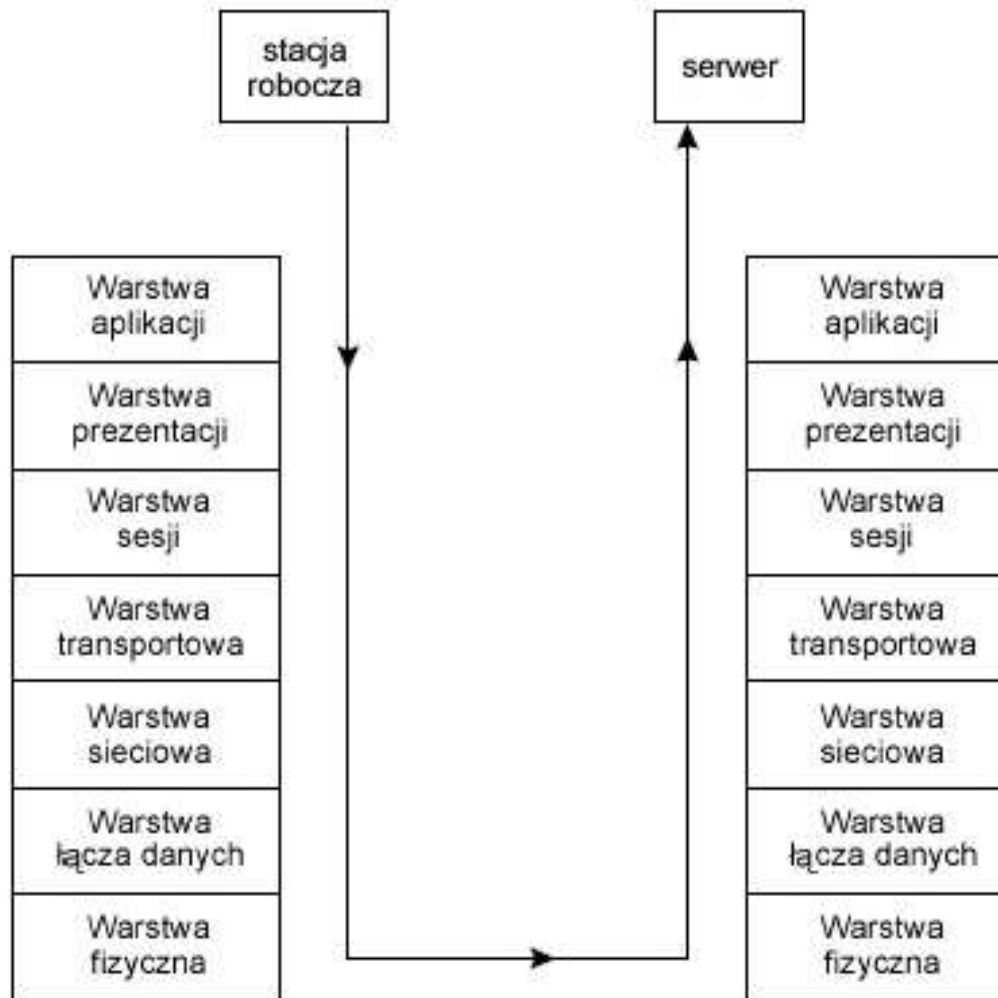 stacja
robocza
serwer
Warstwa
aplikacji
Warstwa
prezentacji
Warstwa
sesji
Warstwa
transportowa
Warstwa
sieciowa
Warstwa
łącza danych
Warstwa
fizyczna
Warstwa
aplikacji
Warstwa
prezentacji
Warstwa
sesji
Warstwa
transportowa
Warstwa
sieciowa
Warstwa
łącza danych
Warstwa
fizyczna